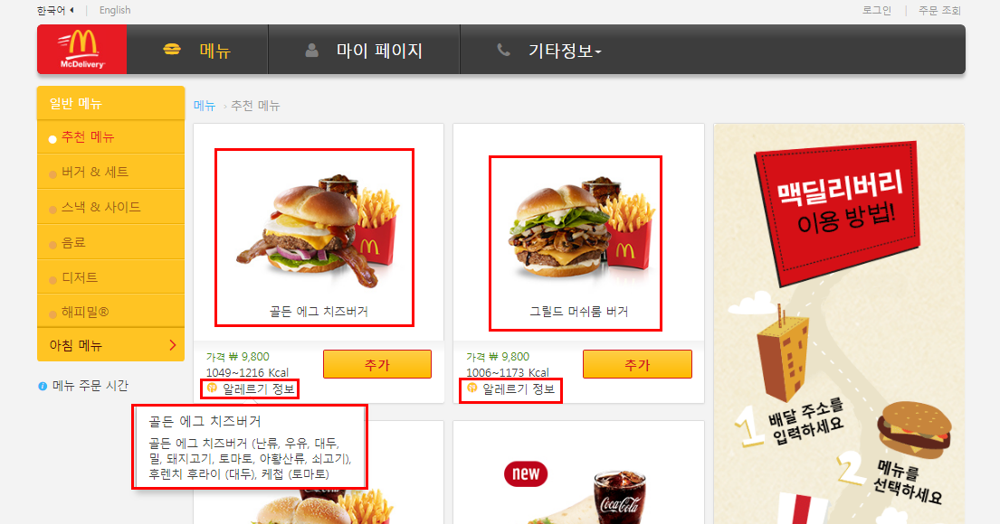 한국어 English
로그인 주문 조회
McDelivery 메뉴 마이 페이지 기타정보
일반 메뉴
추천 메뉴
버거 & 세트
스낵 & 사이드
음료
디저트
해피밀®
아침 메뉴
메뉴 주문 시간
메뉴 추천 메뉴
골든 에그 치즈버거
가격 ₩ 9,800
1049~1216 Kcal
추가
알레르기 정보
골든 에그 치즈버거
골든 에그 치즈버거 (난류, 우유, 대두,
밀, 돼지고기, 토마토, 아황산류, 쇠고기),
후렌치 후라이 (대두), 케첩 (토마토)
그릴드 머쉬룸 버거
가격 ₩ 9,800
1006~1173 Kcal
추가
알레르기 정보
new
Coca-Cola
맥딜리버리
이용 방법!
1 배달 주소를
입력하세요
2 메뉴를
선택하세요